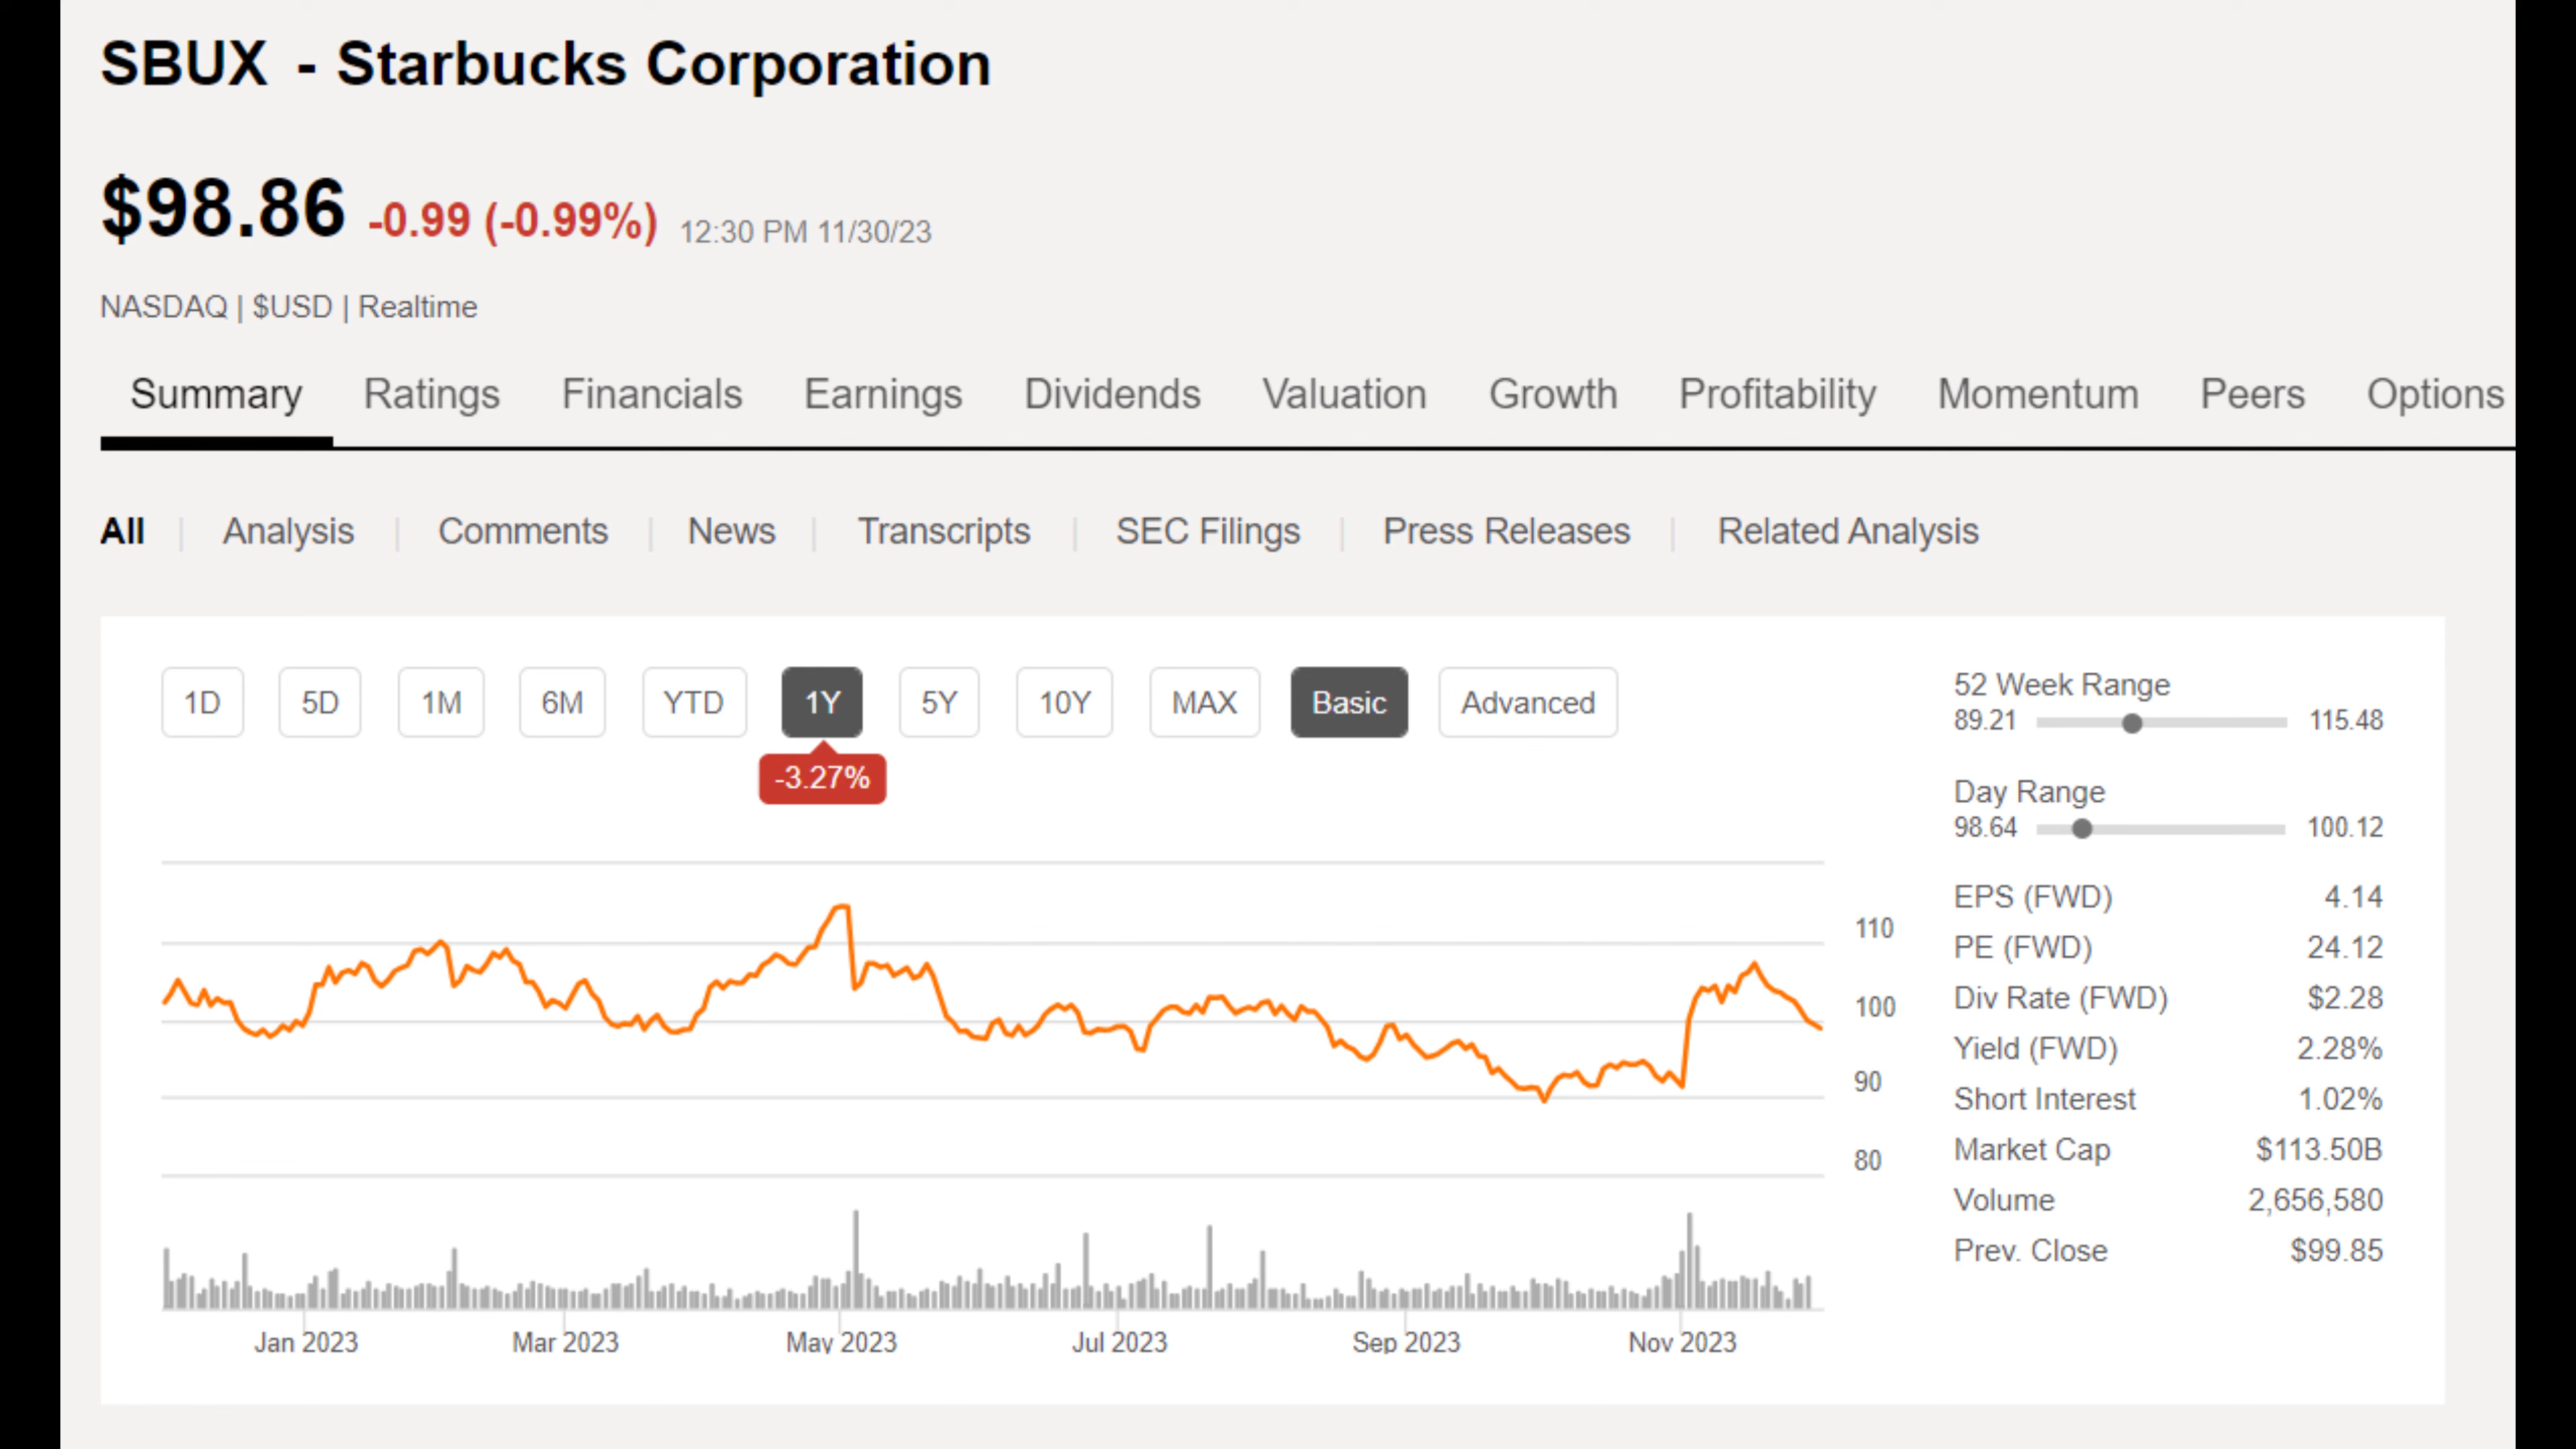 SBUX - Starbucks Corporation
$98.86 -0.99 (-0.99%) 12:30 PM 11/30/23
NASDAQ | $USD | Realtime
Summary Ratings Financials Earnings Dividends Valuation Growth Profitability Momentum Peers Options
All | Analysis | Comments | News | Transcripts | SEC Filings | Press Releases | Related Analysis
1D 5D 1M 6M YTD 1Y 5Y 10Y MAX Basic Advanced
-3.27%
110
100
90
80
Jan 2023 Mar 2023 May 2023 Jul 2023 Sep 2023 Nov 2023
52 Week Range
89.21 115.48
Day Range
98.64 100.12
EPS (FWD) 4.14
PE (FWD) 24.12
Div Rate (FWD) $2.28
Yield (FWD) 2.28%
Short Interest 1.02%
Market Cap $113.50B
Volume 2,656,580
Prev. Close $99.85